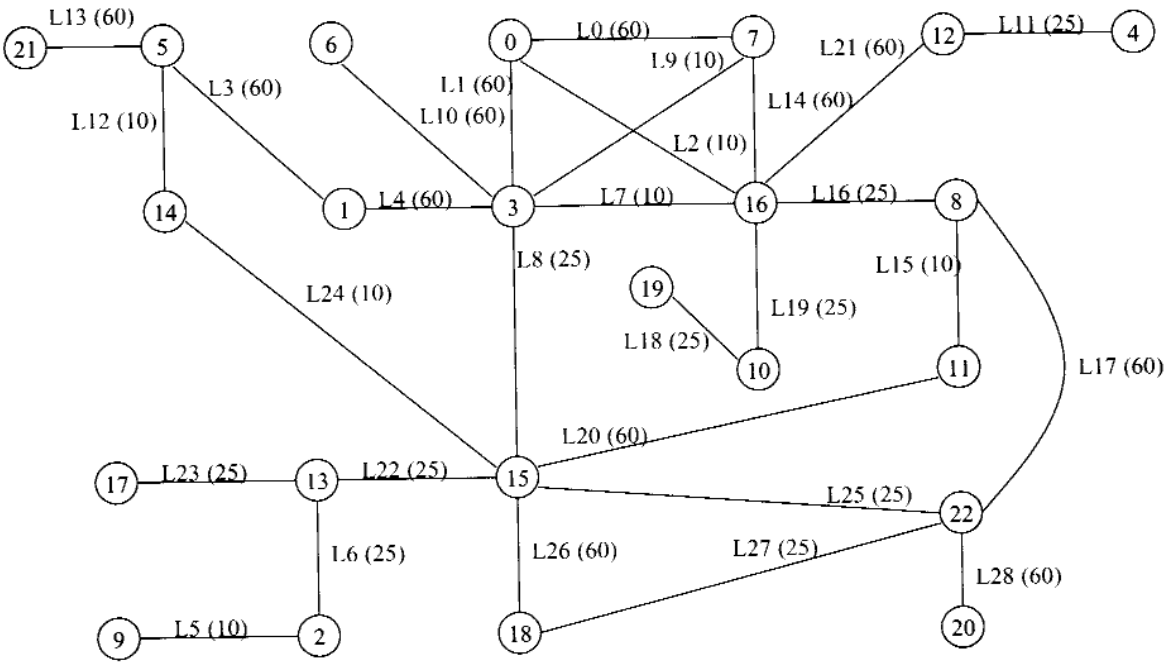 L13 (60)
21
5
6
0
L0 (60)
7
12
L11 (25)
4
L3 (60)
L1 (60)
L9 (10)
L21 (60)
L12 (10)
L10 (60)
L14 (60)
L2 (10)
14
1
L4 (60)
3
L7 (10)
16
L16 (25)
8
L8 (25)
L15 (10)
L24 (10)
19
L19 (25)
L18 (25)
10
11
L17 (60)
L20 (60)
17
L23 (25)
13
L22 (25)
15
L25 (25)
22
L6 (25)
L26 (60)
L27 (25)
L28 (60)
9
L5 (10)
2
18
20